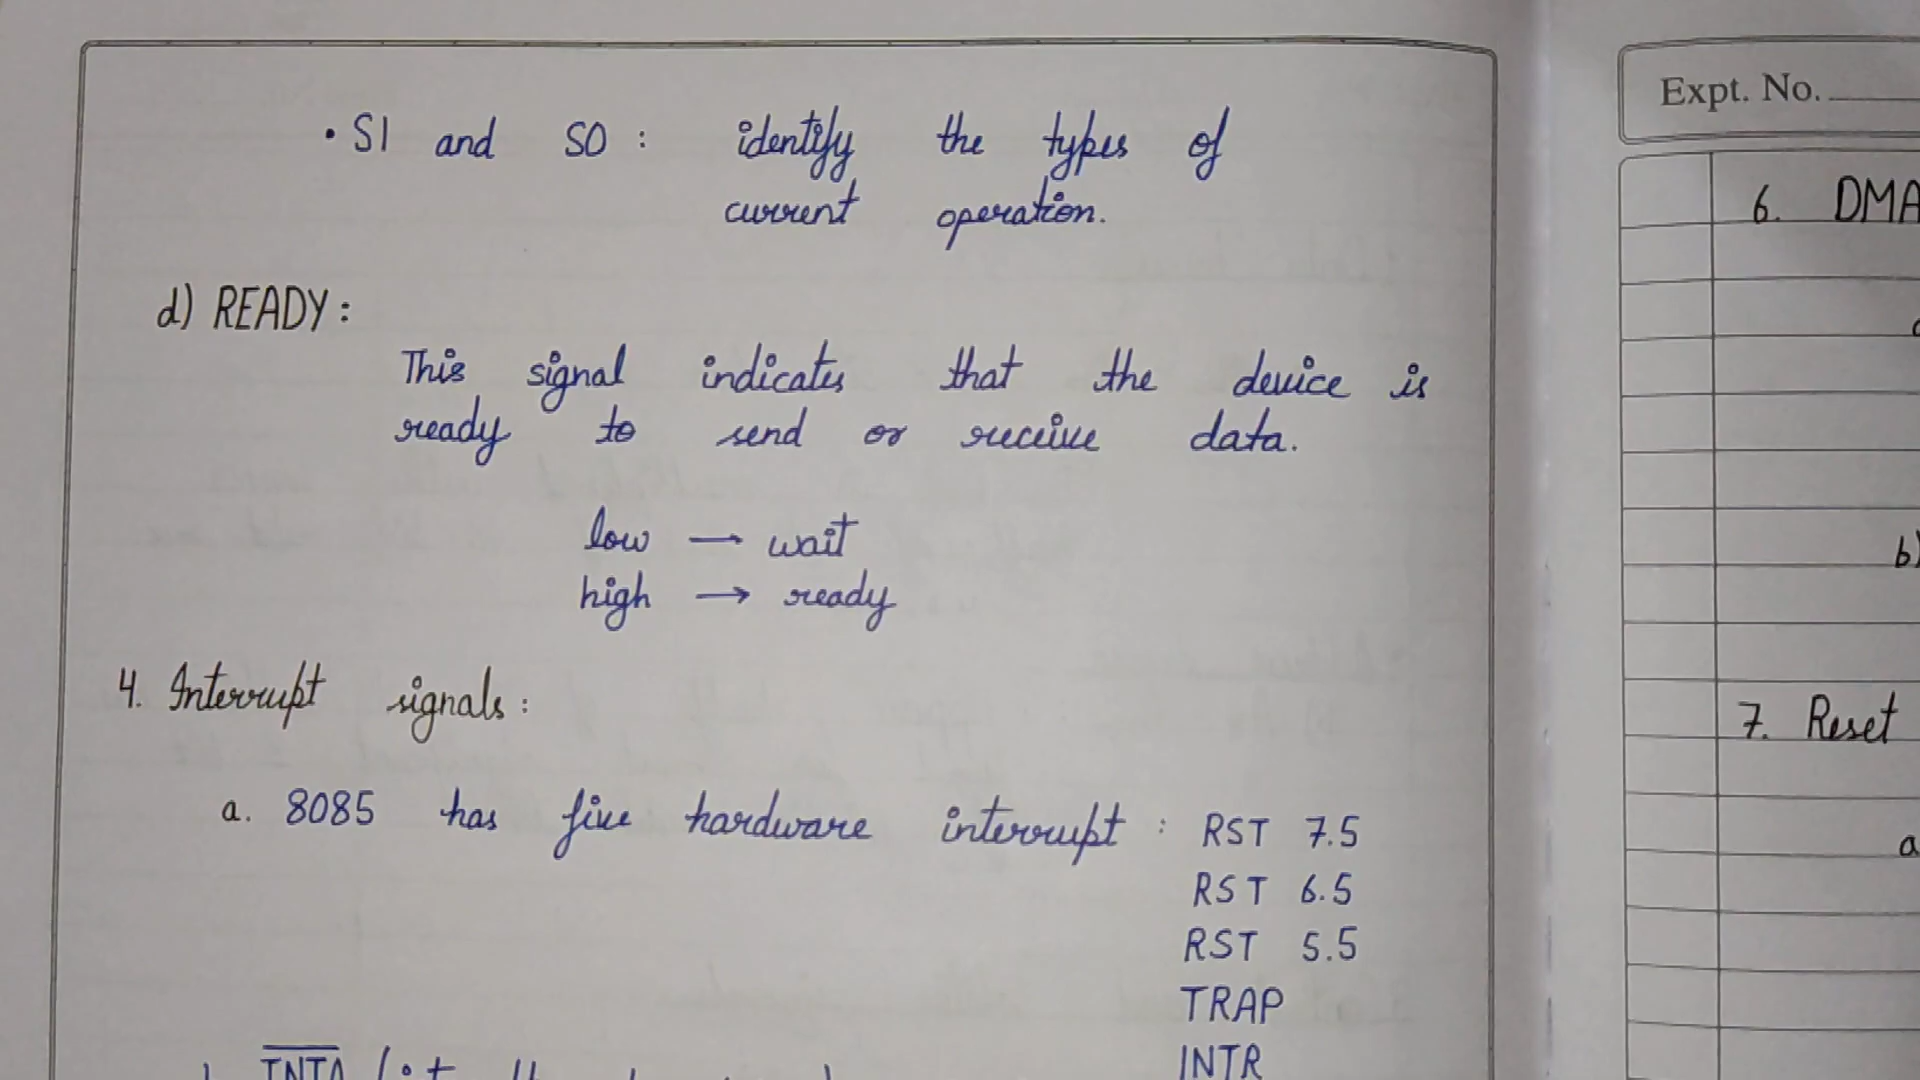 • S1 and S0 : identify the types of
current operation.
d) READY :
This signal indicates that the device is
ready to send or receive data.
low → wait
high → ready
4. Interrupt signals :
a. 8085 has five hardware interrupt : RST 7.5
RST 6.5
RST 5.5
TRAP
INTR
Expt. No.
6. DMA
b)
7. Reset
a